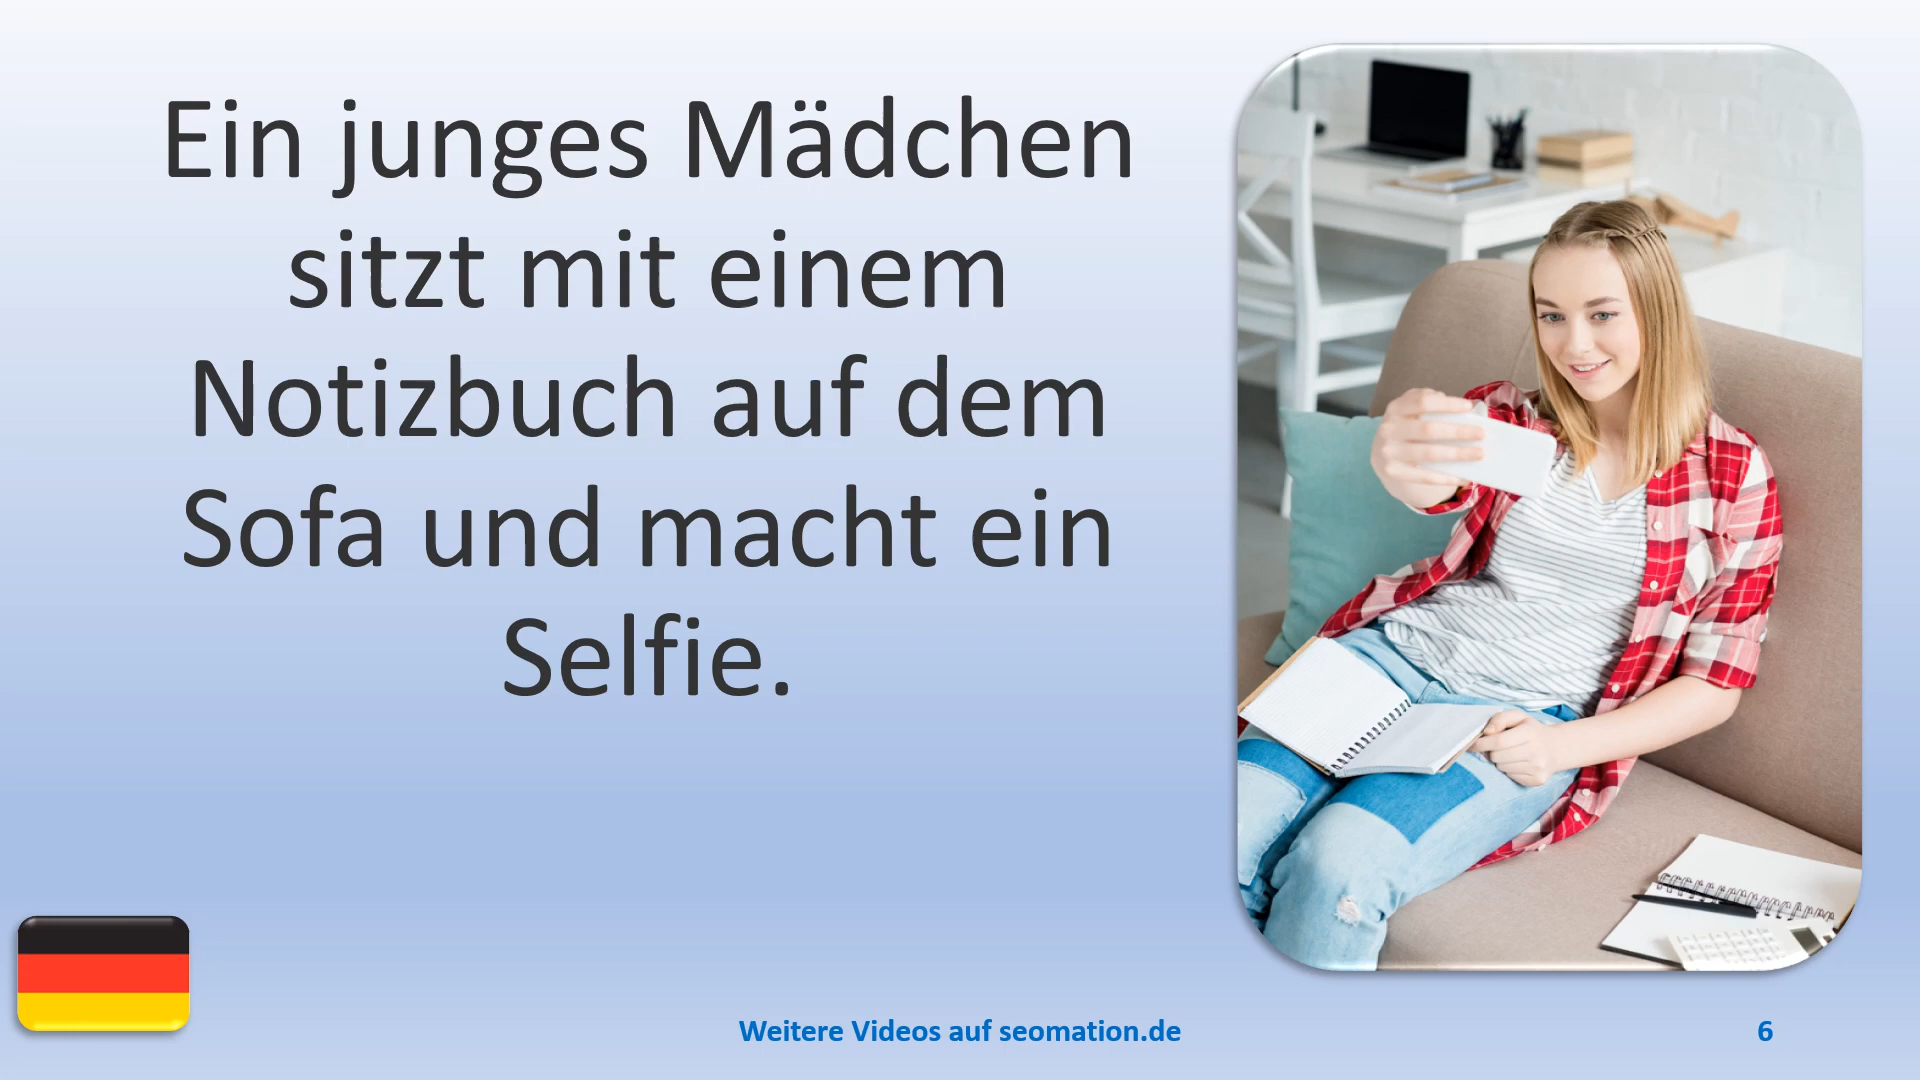 Ein junges Mädchen
sitzt mit einem
Notizbuch auf dem
Sofa und macht ein
Selfie.
Weitere Videos auf seomation.de
6